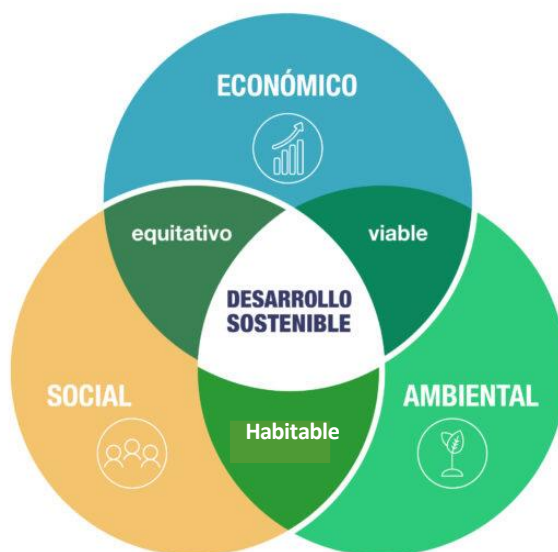 ECONÓMICO
equitativo
viable
DESARROLLO
SOSTENIBLE
SOCIAL
AMBIENTAL
Habitable